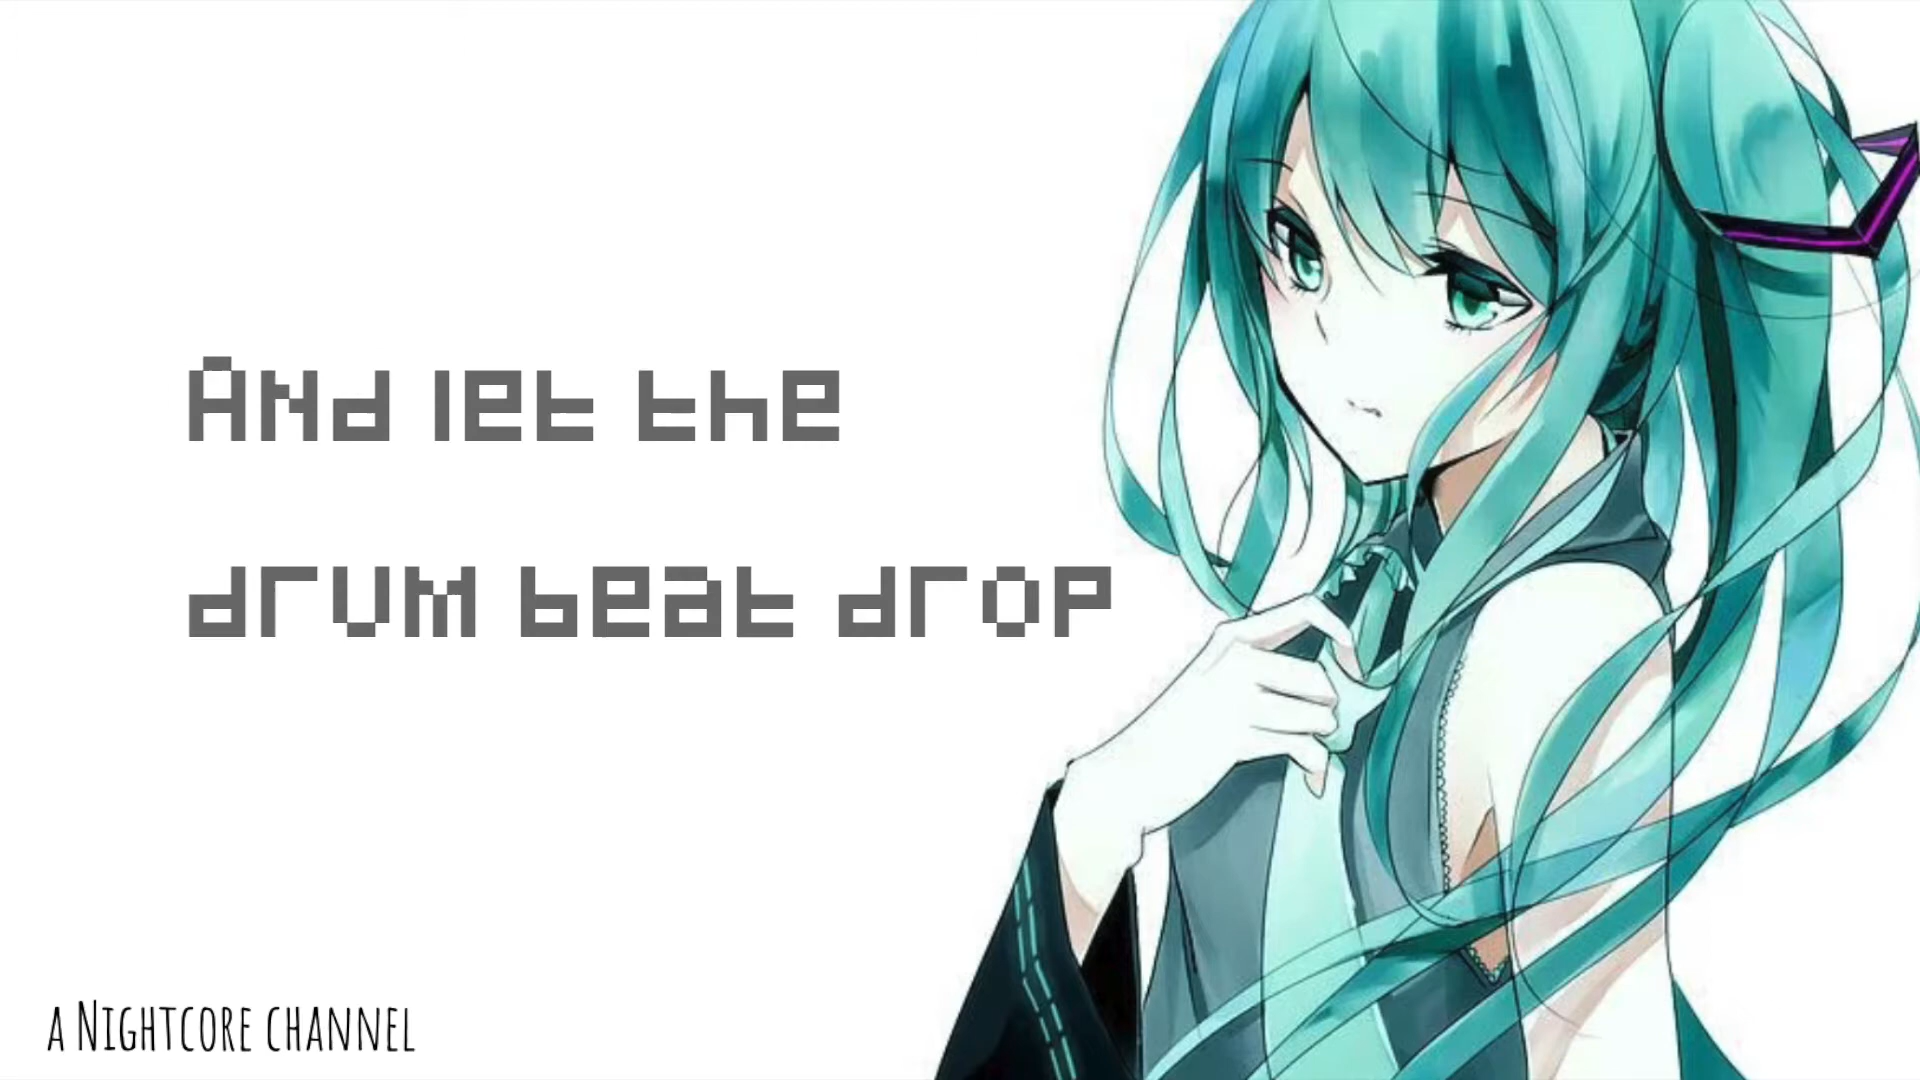 And let the
drum beat drop
a Nightcore channel